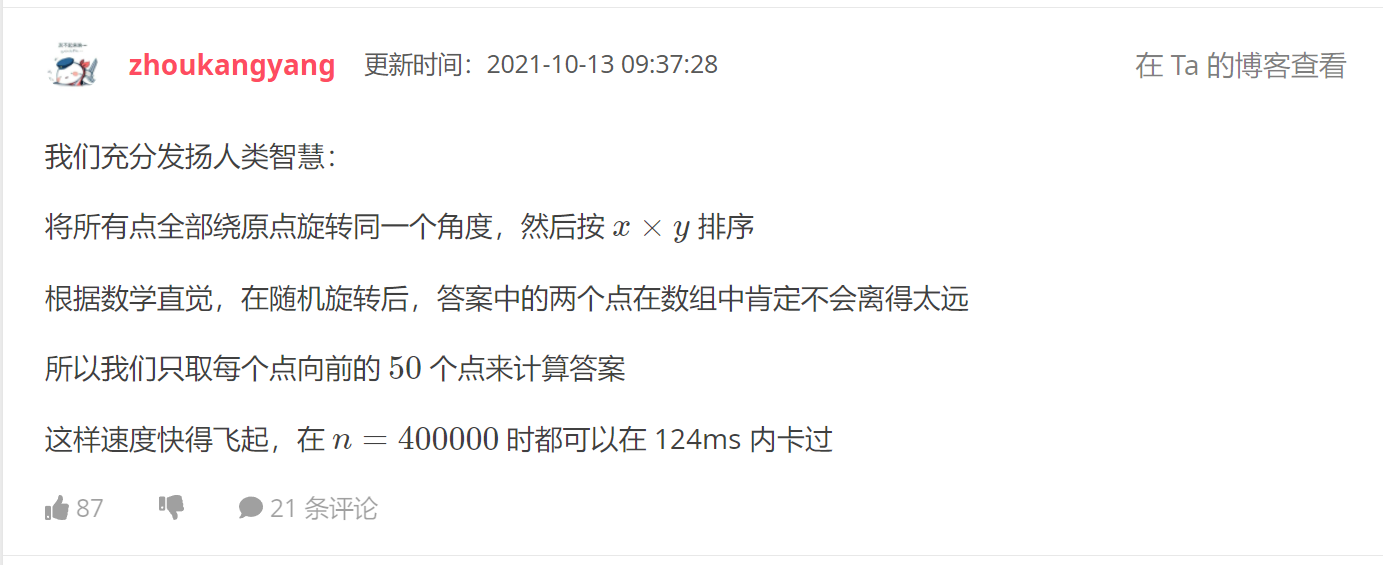 zhoukangyang 更新时间：2021-10-13 09:37:28 在 Ta 的博客查看
我们充分发扬人类智慧：
将所有点全部绕原点旋转同一个角度，然后按 x × y 排序
根据数学直觉，在随机旋转后，答案中的两个点在数组中肯定不会离得太远
所以我们只取每个点向前的 50 个点来计算答案
这样速度快得飞起，在 n = 400000 时都可以在 124ms 内卡过
87 21 条评论